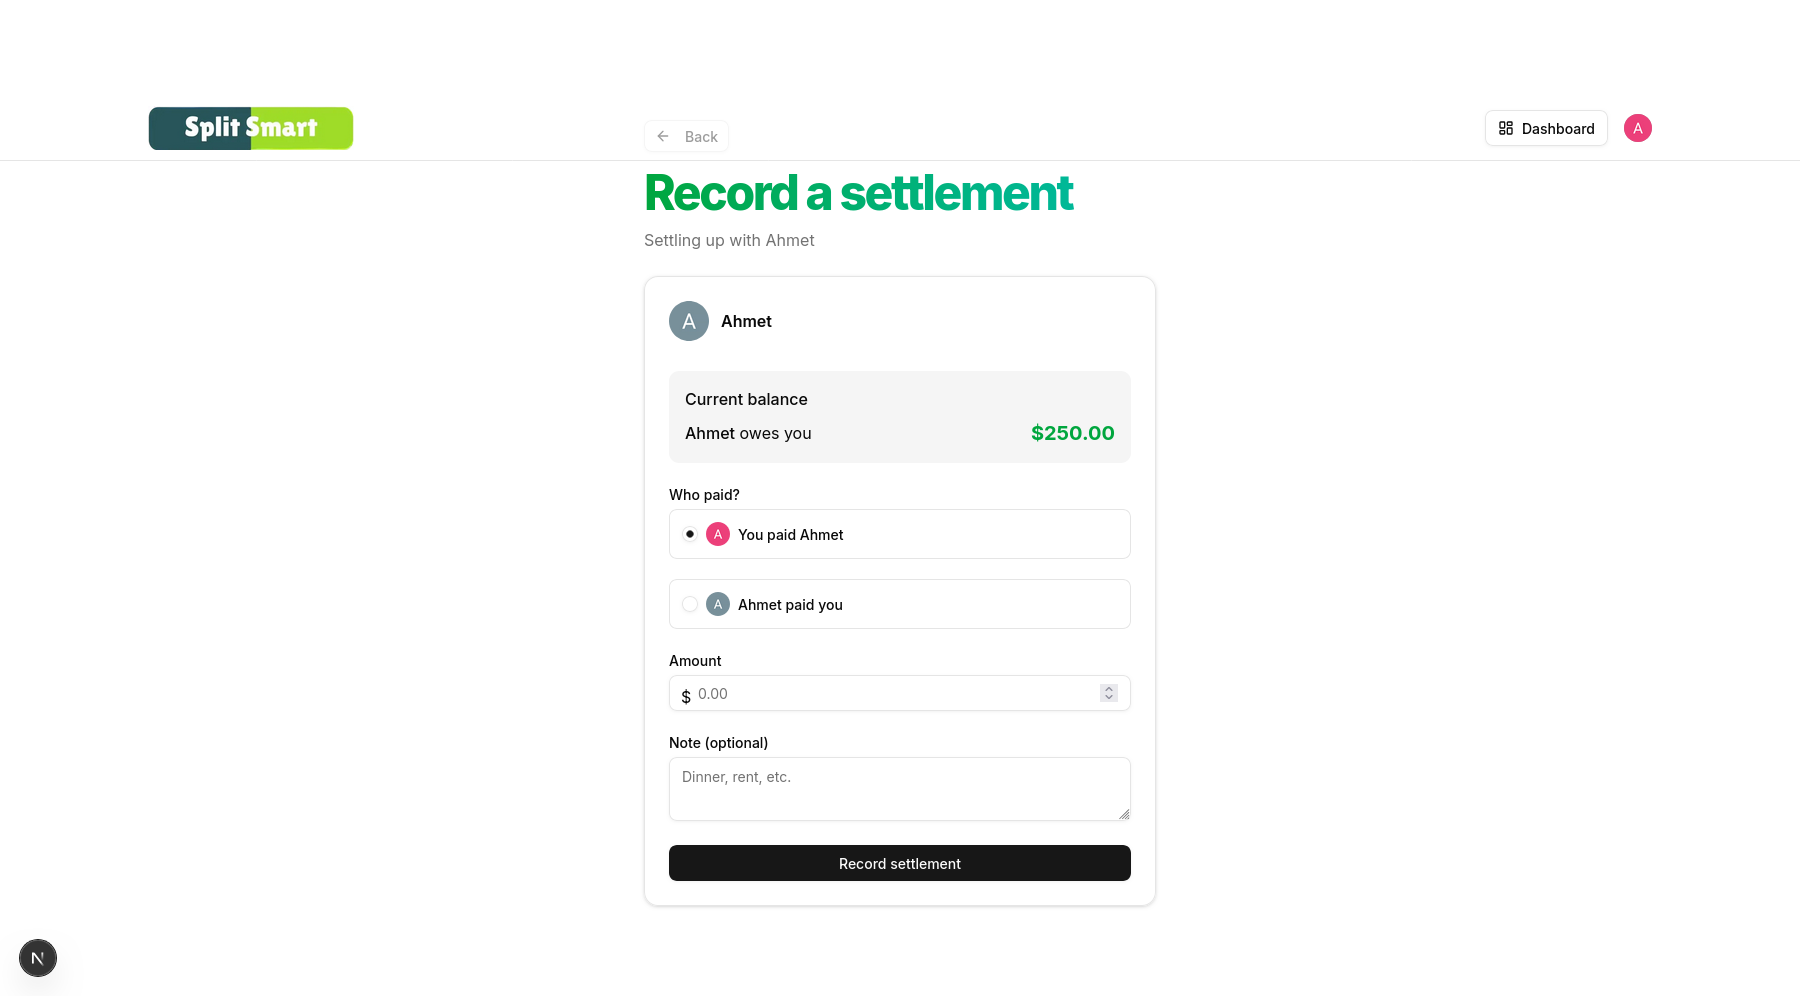 Split Smart
Back
Dashboard
A
Record a settlement
Settling up with Ahmet
A Ahmet
Current balance
Ahmet owes you $250.00
Who paid?
A You paid Ahmet
A Ahmet paid you
Amount
$ 0.00
Note (optional)
Dinner, rent, etc.
Record settlement
N